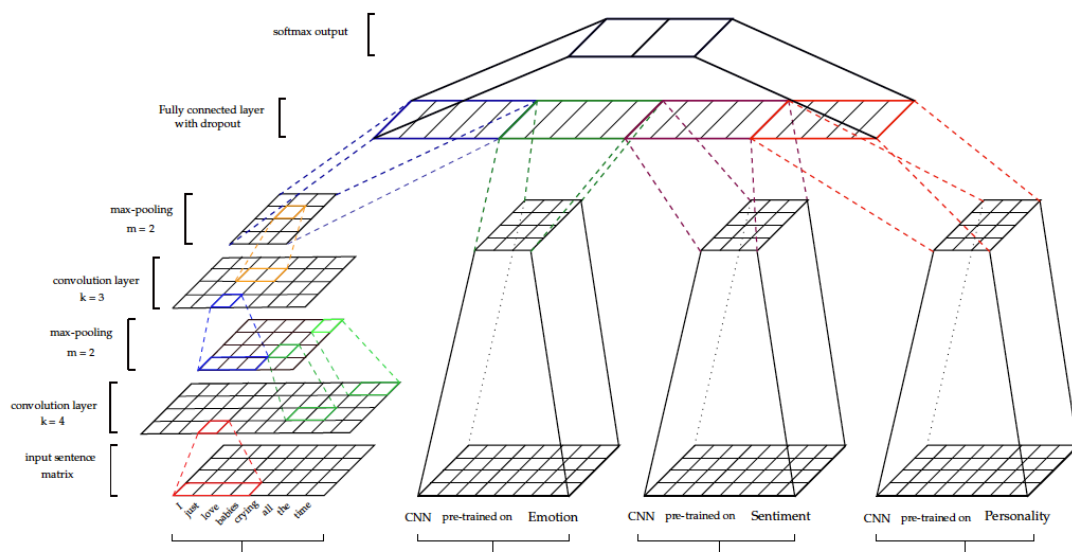 softmax output
Fully connected layer
with dropout
max-pooling
m = 2
convolution layer
k = 3
max-pooling
m = 2
convolution layer
k = 4
input sentence
matrix
I just love babies crying all the time
CNN pre-trained on Emotion
CNN pre-trained on Sentiment
CNN pre-trained on Personality